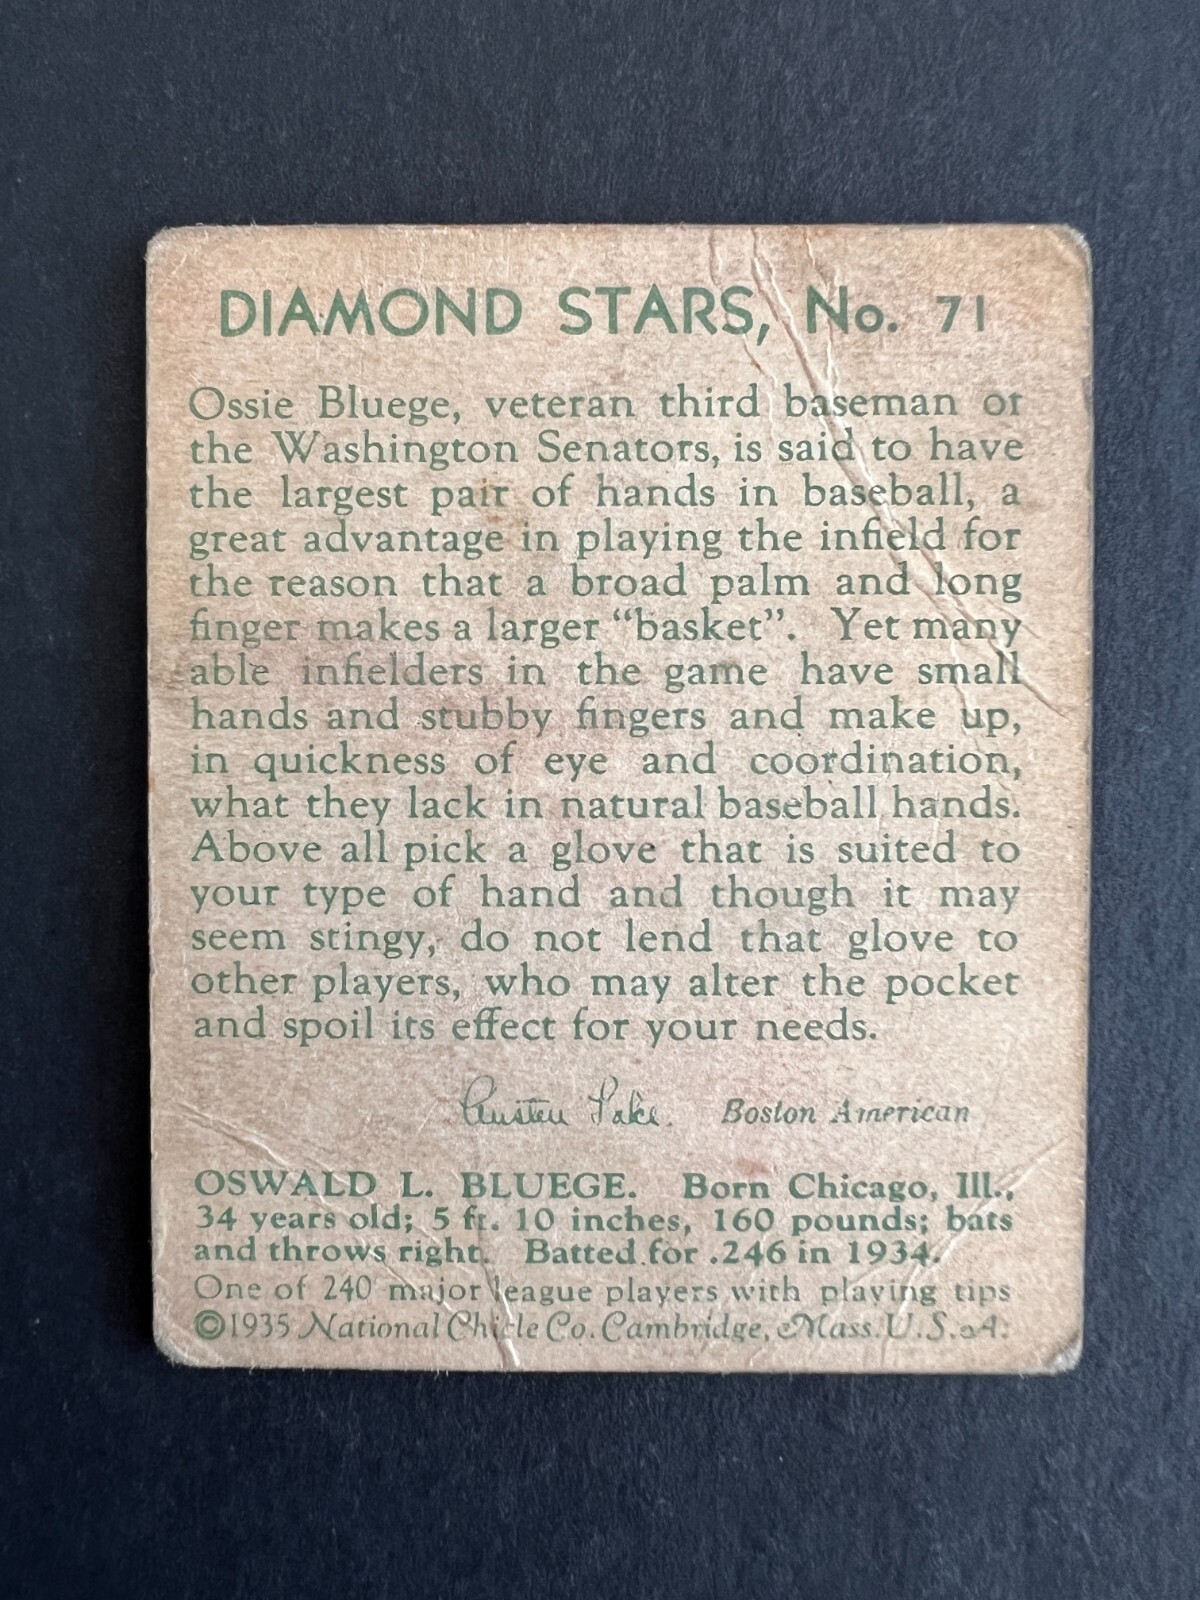 DIAMOND STARS, No. 71
Ossie Bluege, veteran third baseman of
the Washington Senators, is said to have
the largest pair of hands in baseball, a
great advantage in playing the infield for
the reason that a broad palm and long
finger makes a larger “basket”. Yet many
able infielders in the game have small
hands and stubby fingers and make up,
in quickness of eye and coordination,
what they lack in natural baseball hands.
Above all pick a glove that is suited to
your type of hand and though it may
seem stingy, do not lend that glove to
other players, who may alter the pocket
and spoil its effect for your needs.
Austen Lake. Boston American
OSWALD L. BLUEGE. Born Chicago, Ill.,
34 years old; 5 ft. 10 inches, 160 pounds; bats
and throws right. Batted for .246 in 1934.
One of 240 major league players with playing tips
©1935 National Chicle Co. Cambridge, Mass. U.S.A.